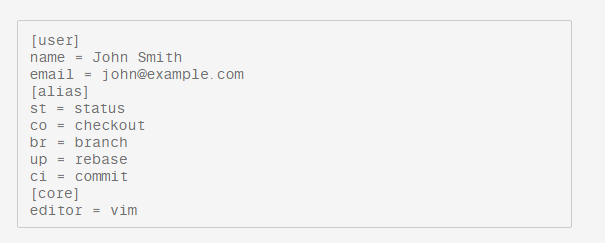 [user]
name = John Smith
email = john@example.com
[alias]
st = status
co = checkout
br = branch
up = rebase
ci = commit
[core]
editor = vim